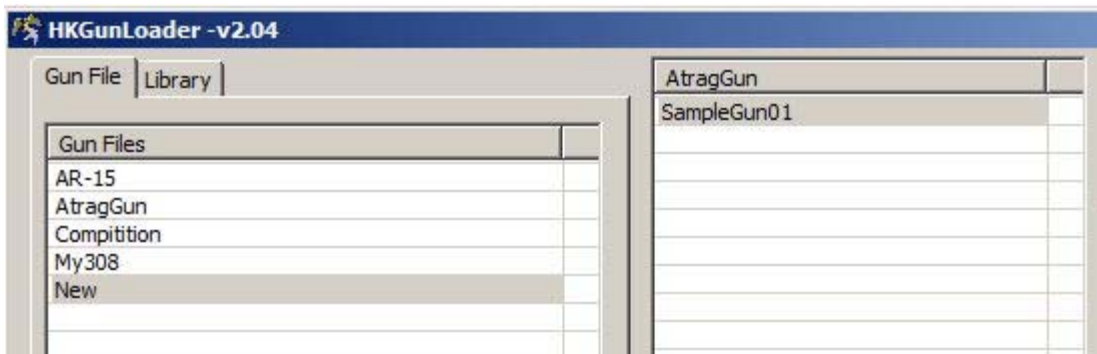 HKGunLoader -v2.04
Gun File
Library
Gun Files
AR-15
AtragGun
Compitition
My308
New
AtragGun
SampleGun01